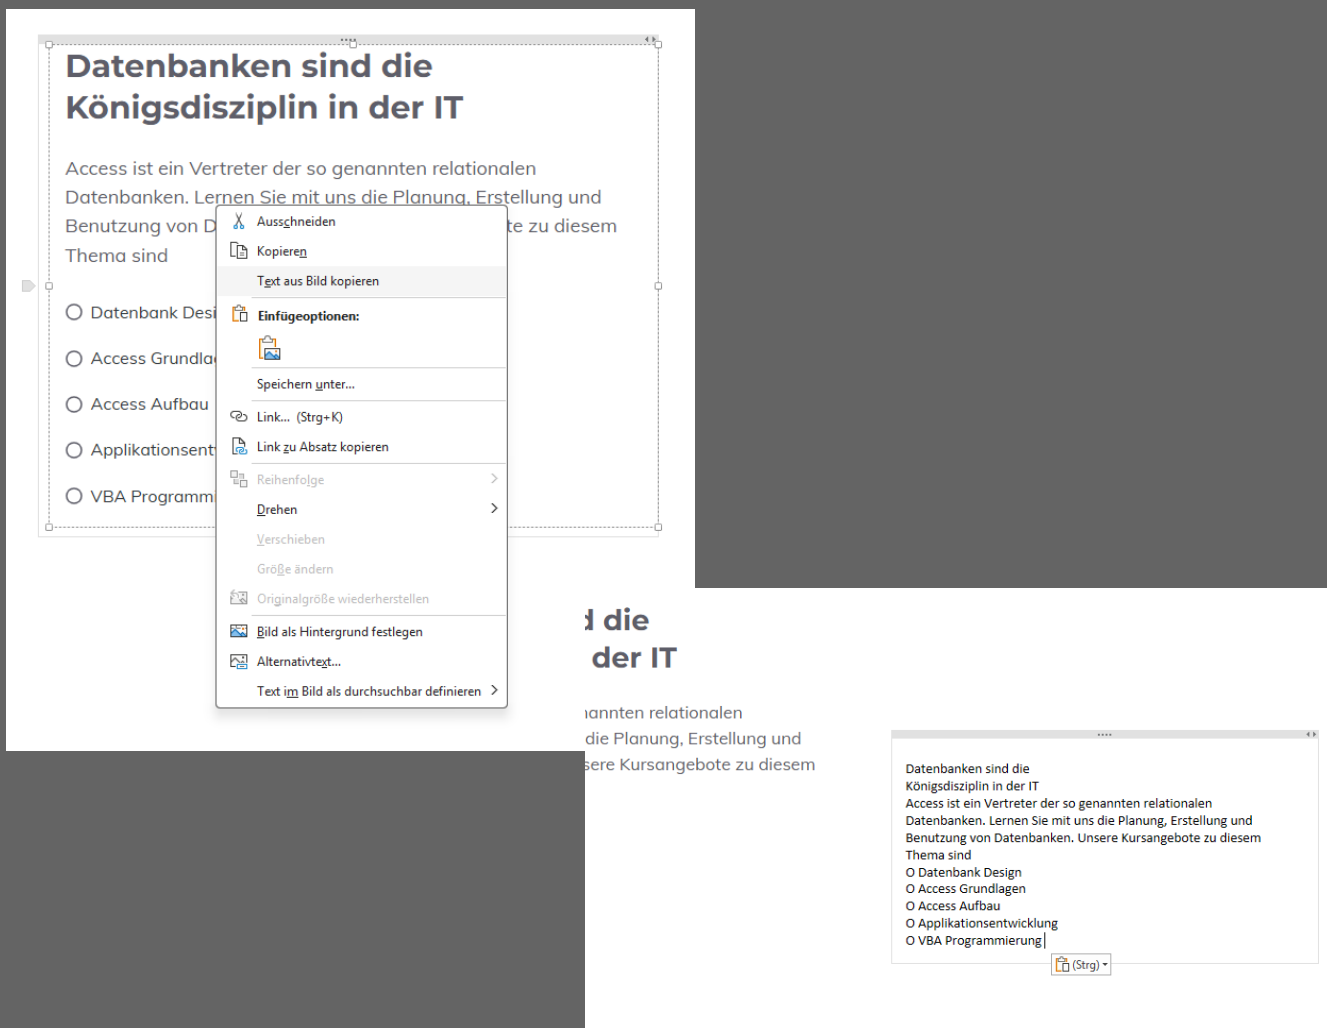 Datenbanken sind die
Königsdisziplin in der IT
Access ist ein Vertreter der so genannten relationalen
Datenbanken. Lernen Sie mit uns die Planung, Erstellung und
Benutzung von D
te zu diesem
Thema sind
Datenbank Desi
Access Grundla
Access Aufbau
Applikationsent
VBA Programm
Ausschneiden
Kopieren
Text aus Bild kopieren
Einfügeoptionen:
Speichern unter...
Link... (Strg+K)
Link zu Absatz kopieren
Reihenfolge
Drehen
Verschieben
Größe ändern
Originalgröße wiederherstellen
Bild als Hintergrund festlegen
Alternativtext...
Text im Bild als durchsuchbar definieren
d die
der IT
nannten relationalen
die Planung, Erstellung und
sere Kursangebote zu diesem
Datenbanken sind die
Königsdisziplin in der IT
Access ist ein Vertreter der so genannten relationalen
Datenbanken. Lernen Sie mit uns die Planung, Erstellung und
Benutzung von Datenbanken. Unsere Kursangebote zu diesem
Thema sind
O Datenbank Design
O Access Grundlagen
O Access Aufbau
O Applikationsentwicklung
O VBA Programmierung
(Strg)